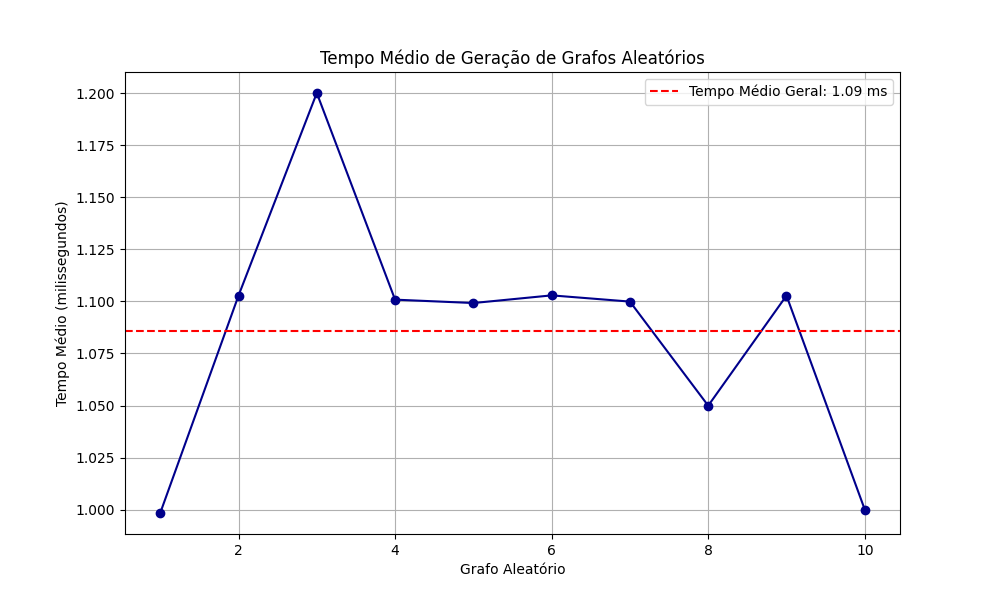 Tempo Médio de Geração de Grafos Aleatórios
Tempo Médio Geral: 1.09 ms
1.200
1.175
1.150
1.125
1.100
1.075
1.050
1.025
1.000
Tempo Médio (milissegundos)
2 4 6 8 10
Grafo Aleatório